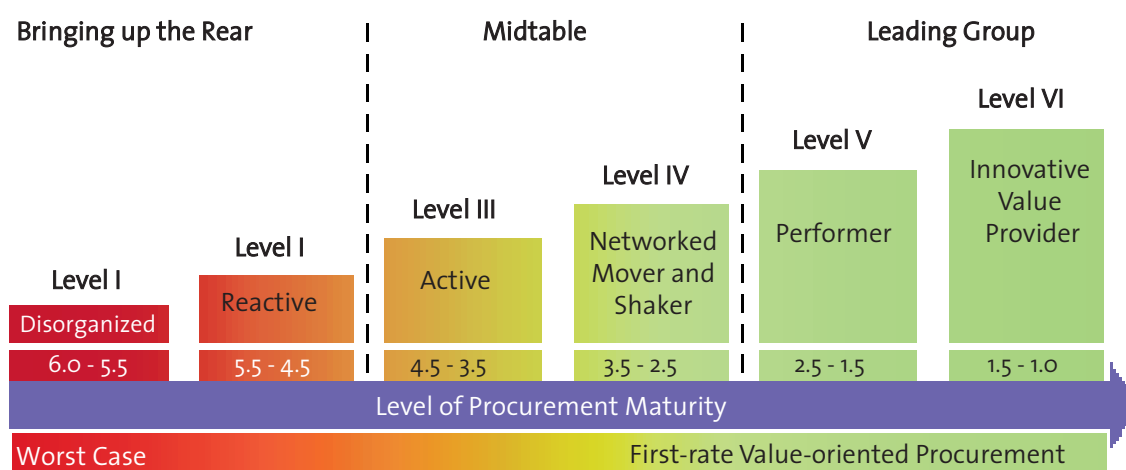 Bringing up the Rear
Midtable
Leading Group
Level I
Disorganized
6.0 - 5.5
Level I
Reactive
5.5 - 4.5
Level III
Active
4.5 - 3.5
Level IV
Networked
Mover and
Shaker
3.5 - 2.5
Level V
Performer
2.5 - 1.5
Level VI
Innovative
Value
Provider
1.5 - 1.0
Level of Procurement Maturity
Worst Case
First-rate Value-oriented Procurement